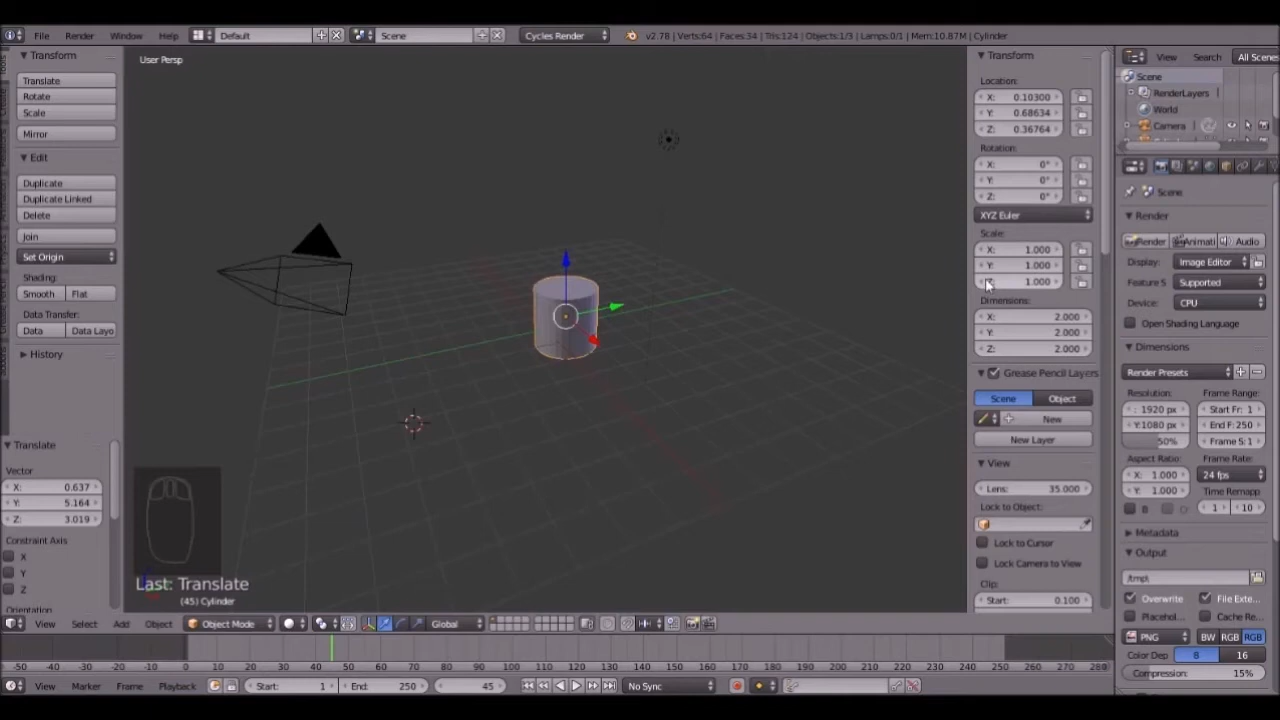 File Render Window Help Default Scene Cycles Render v2.78 | Verts:64 | Faces:34 | Tris:124 | Objects:1/3 | Lamps:0/1 | Mem:10.87M | Cylinder
Transform
Translate
Rotate
Scale
Mirror
Edit
Duplicate
Duplicate Linked
Delete
Join
Set Origin
Shading:
Smooth Flat
Data Transfer:
Data Data Layo
History
Translate
Vector
X: 0.637
Y: 5.164
Z: 3.019
Constraint Axis
X
Y
Z
Orientation
User Persp
Last: Translate
(45) Cylinder
Transform
Location:
X: 0.10300
Y: 0.68634
Z: 0.36764
Rotation:
X: 0°
Y: 0°
Z: 0°
XYZ Euler
Scale:
X: 1.000
Y: 1.000
1.000
Dimensions:
X: 2.000
Y: 2.000
Z: 2.000
Grease Pencil Layers
Scene Object
New
New Layer
View
Lens: 35.000
Lock to Object:
Lock to Cursor
Lock Camera to View
Clip:
Start: 0.100
View Search All Scenes
Scene
RenderLayers
World
Camera
Scene
Render
Render Animati Audio
Display: Image Editor
Feature S Supported
Device: CPU
Open Shading Language
Dimensions
Render Presets
Resolution: Frame Range:
: 1920 px Start Fr: 1
Y:1080 px End F: 250
50% Frame S: 1
Aspect Ratio: Frame Rate:
X: 1.000 24 fps
Y: 1.000 Time Remapp
B 1 10
Metadata
Output
/tmp\
Overwrite File Exte...
Placehol.. Cache Re...
PNG BW RGB RGB
Color Dep 8 16
Compression: 15%
View Select Add Object Object Mode Global
-50 -40 -30 -20 -10 0 10 20 30 40 50 60 70 80 90 100 110 120 130 140 150 160 170 180 190 200 210 220 230 240 250 260 270 280
View Marker Frame Playback Start: 1 End: 250 45 No Sync